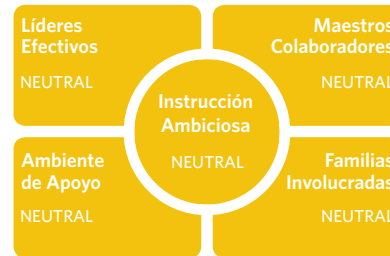 Líderes
Efectivos
NEUTRAL
Maestros
Colaboradores
NEUTRAL
Instrucción
Ambiciosa
NEUTRAL
Ambiente
de Apoyo
NEUTRAL
Familias
Involucradas
NEUTRAL